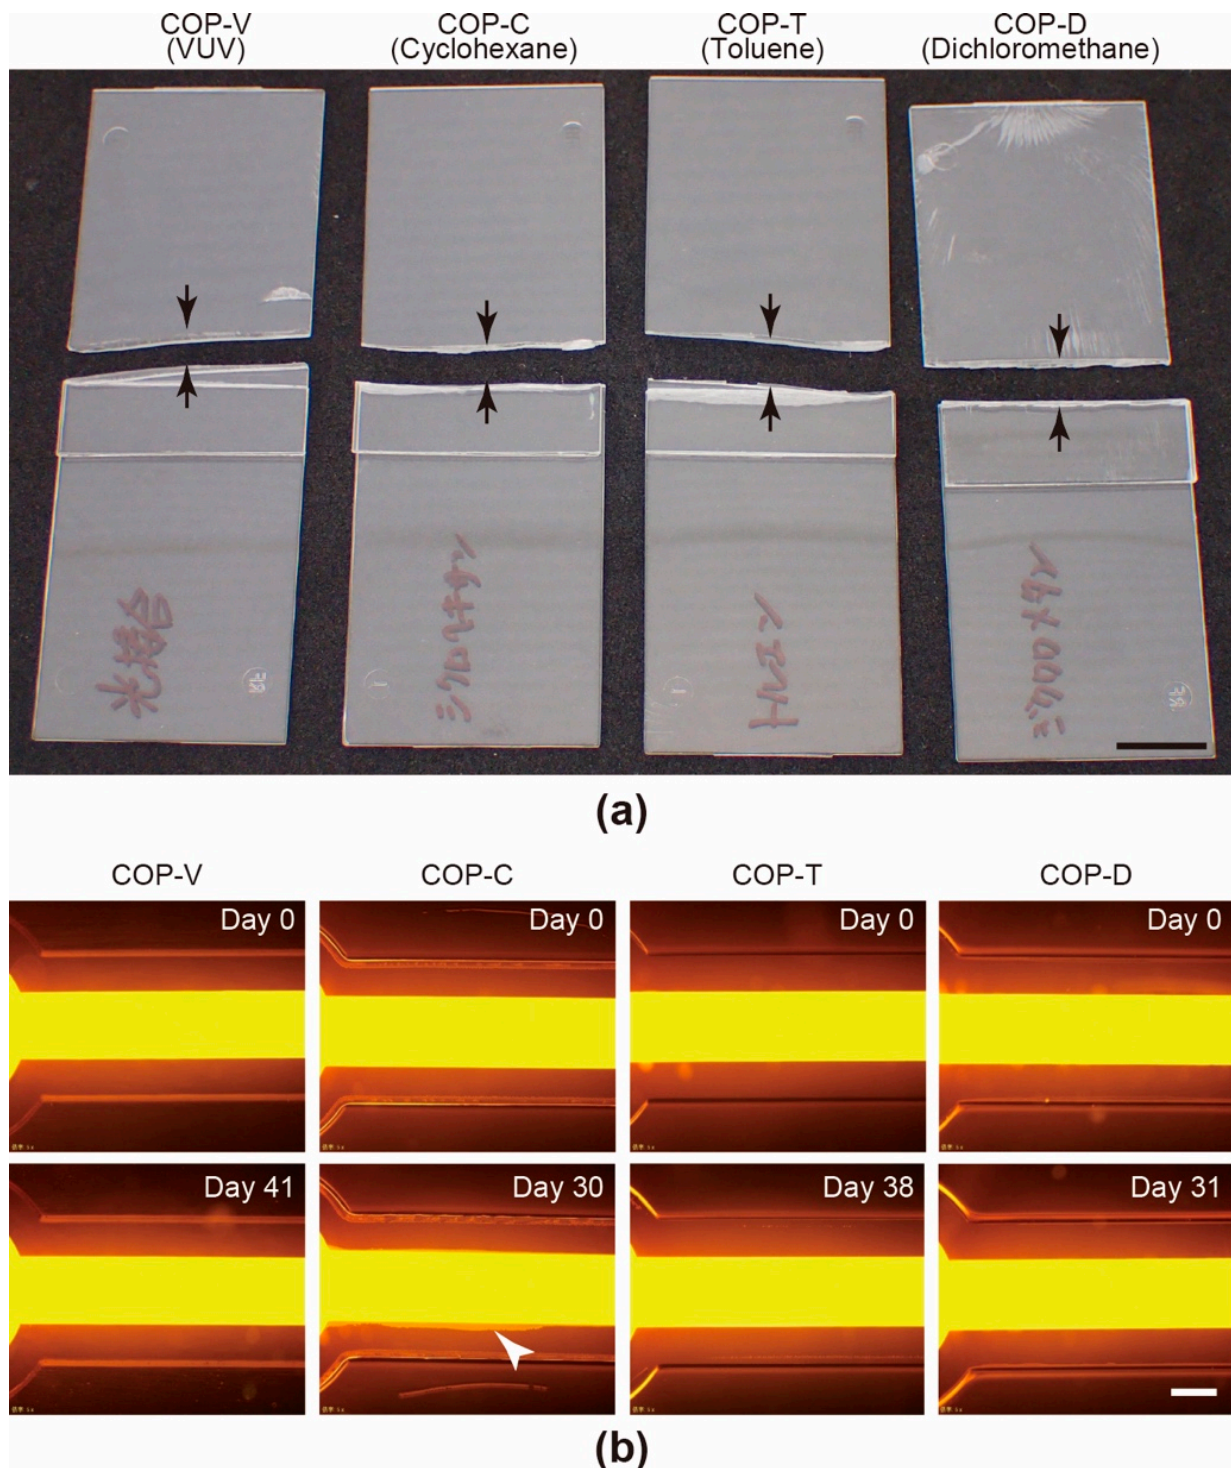 COP-V COP-C COP-T COP-D
(VUV) (Cyclohexane) (Toluene) (Dichloromethane)
光接合 シクロヘキサン トルエン ジクロロメタン
(a)
COP-V COP-C COP-T COP-D
Day 0 Day 0 Day 0 Day 0
Day 41 Day 30 Day 38 Day 31
(b)